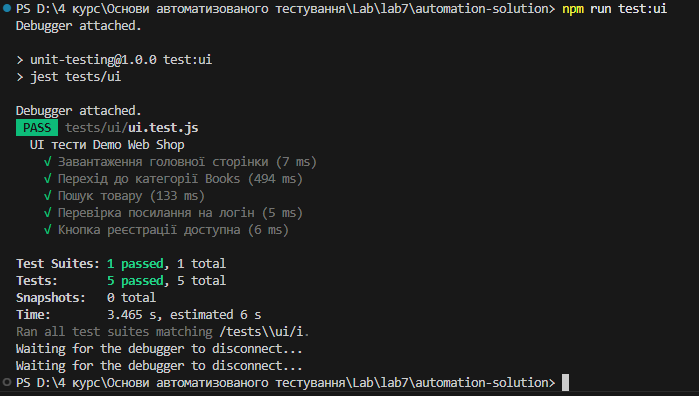 PS D:\4 курс\Основи автоматизованого тестування\Lab\lab7\automation-solution> npm run test:ui
Debugger attached.
> unit-testing@1.0.0 test:ui
> jest tests/ui
Debugger attached.
PASS tests/ui/ui.test.js
UI тести Demo Web Shop
√ Завантаження головної сторінки (7 ms)
√ Перехід до категорії Books (494 ms)
√ Пошук товару (133 ms)
√ Перевірка посилання на логін (5 ms)
√ Кнопка реєстрації доступна (6 ms)
Test Suites: 1 passed, 1 total
Tests: 5 passed, 5 total
Snapshots: 0 total
Time: 3.465 s, estimated 6 s
Ran all test suites matching /tests\\ui/i.
Waiting for the debugger to disconnect...
Waiting for the debugger to disconnect...
PS D:\4 курс\Основи автоматизованого тестування\Lab\lab7\automation-solution>